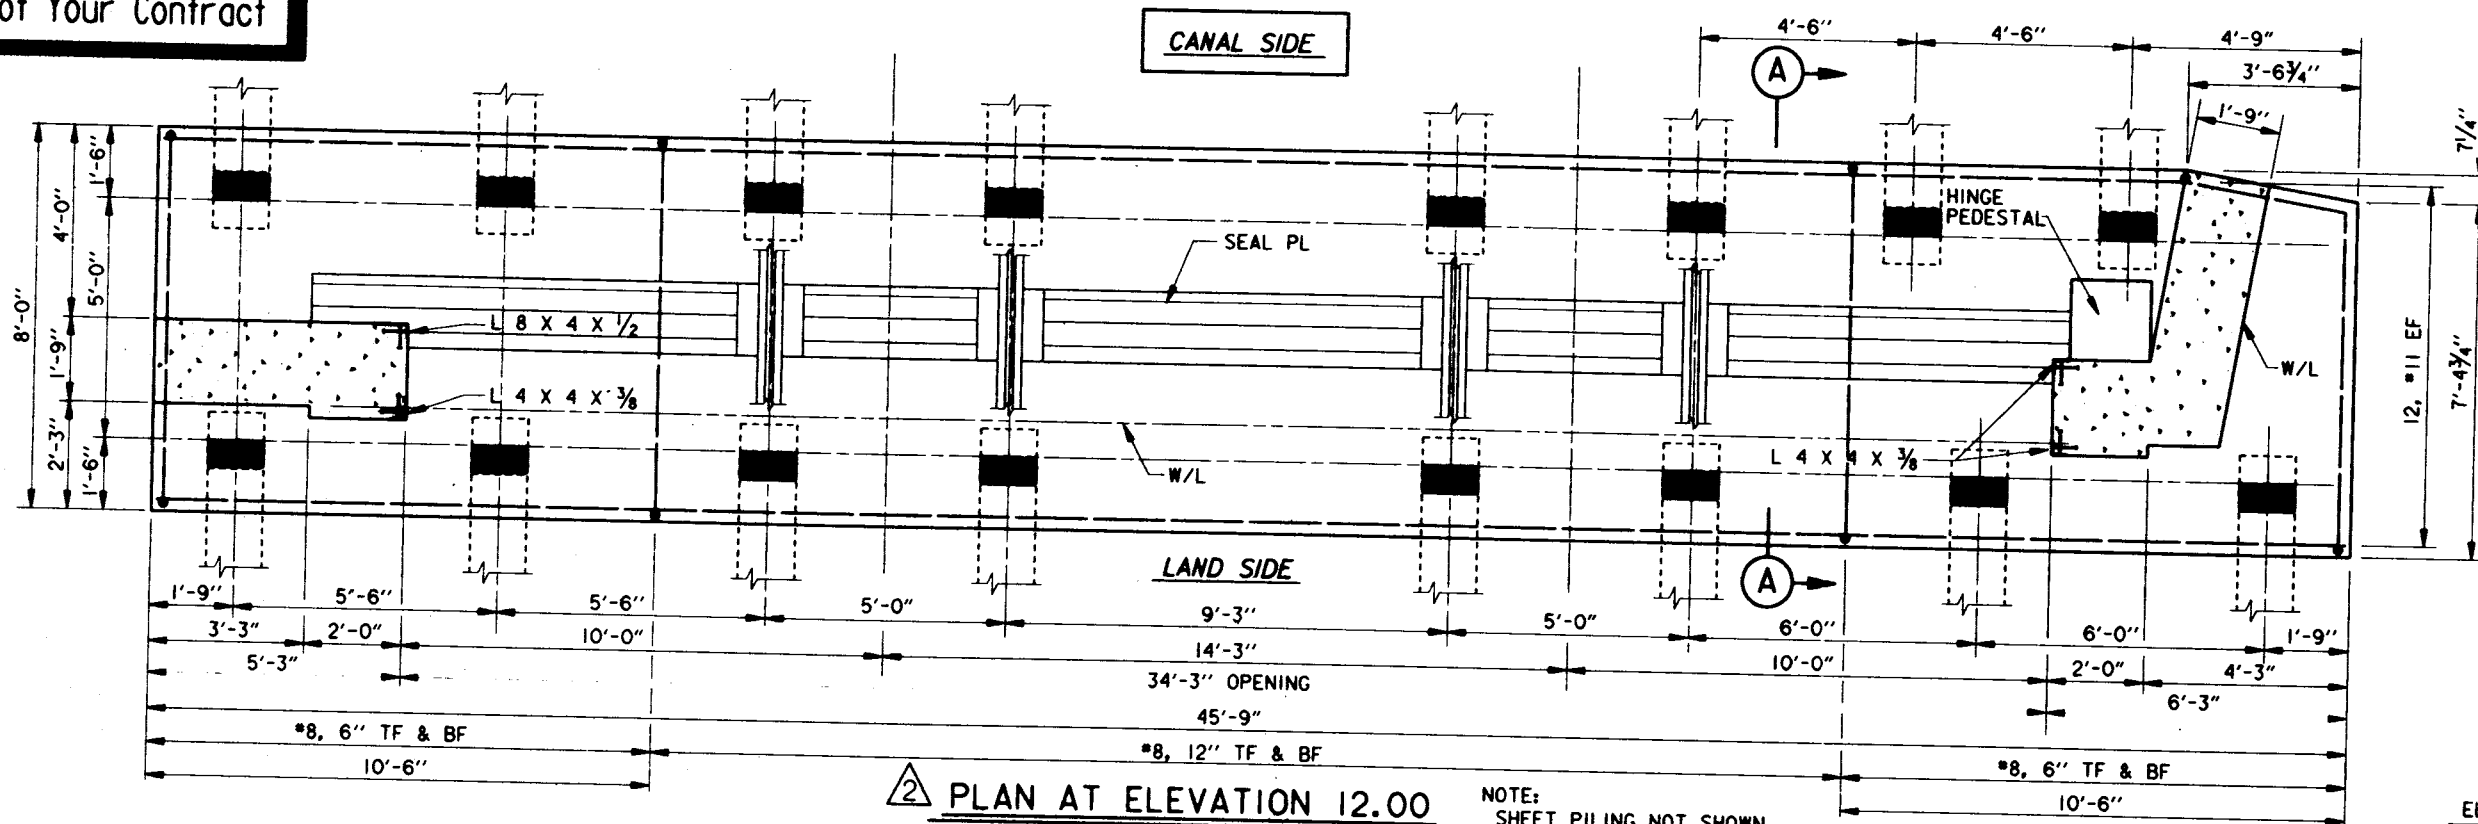 of Your Contract
CANAL SIDE
4'-6"
4'-6"
4'-9"
3'-6¾"
1'-9"
7¼"
A
8'-0"
4'-0"
1'-6"
5'-0"
1'-9"
2'-3"
1'-6"
HINGE
PEDESTAL
SEAL PL
L 8 X 4 X ½
L 4 X 4 X ⅜
W/L
W/L
L 4 X 4 X ⅜
12, #11 EF
7'-4¾"
LAND SIDE
A
1'-9"
5'-6"
5'-6"
5'-0"
9'-3"
5'-0"
6'-0"
6'-0"
1'-9"
3'-3"
2'-0"
10'-0"
14'-3"
10'-0"
2'-0"
4'-3"
5'-3"
34'-3" OPENING
6'-3"
45'-9"
#8, 6" TF & BF
#8, 12" TF & BF
#8, 6" TF & BF
10'-6"
10'-6"
2 PLAN AT ELEVATION 12.00
NOTE:
SHEET PILING NOT SHOWN